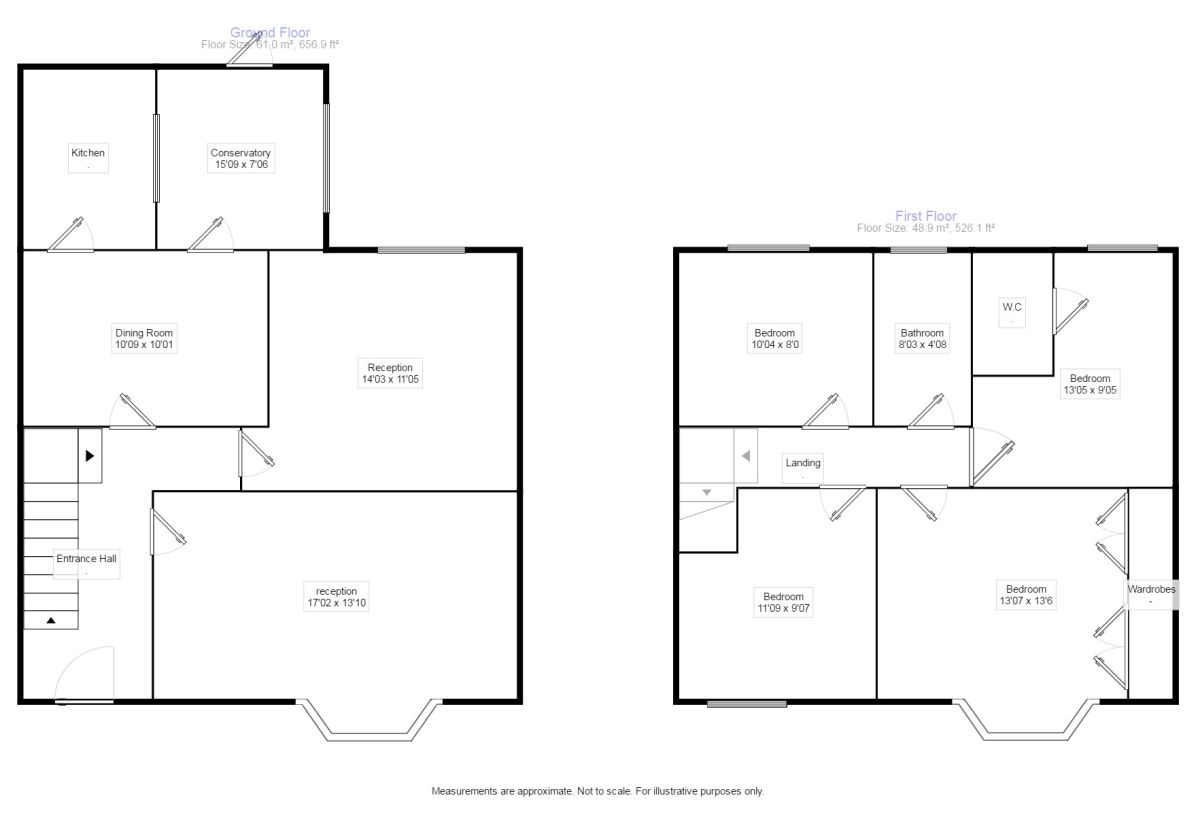 Ground Floor
Floor Size: 61.0 m², 656.9 ft²
Kitchen
-
Conservatory
15'09 x 7'06
Dining Room
10'09 x 10'01
Reception
14'03 x 11'05
Entrance Hall
-
reception
17'02 x 13'10
First Floor
Floor Size: 48.9 m², 526.1 ft²
Bedroom
10'04 x 8'0
Bathroom
8'03 x 4'08
W.C
-
Bedroom
13'05 x 9'05
Landing
-
Bedroom
11'09 x 9'07
Bedroom
13'07 x 13'6
Wardrobes
-
Measurements are approximate. Not to scale. For illustrative purposes only.